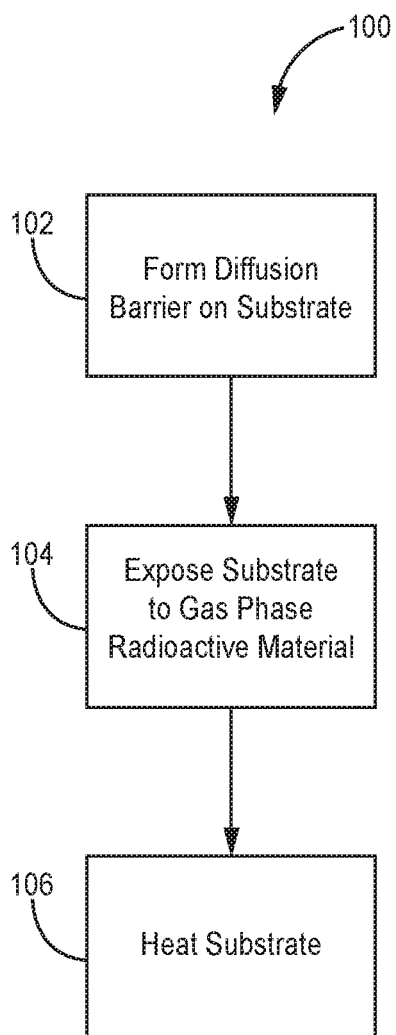 100
102
Form Diffusion
Barrier on Substrate
104
Expose Substrate
to Gas Phase
Radioactive Material
106
Heat Substrate